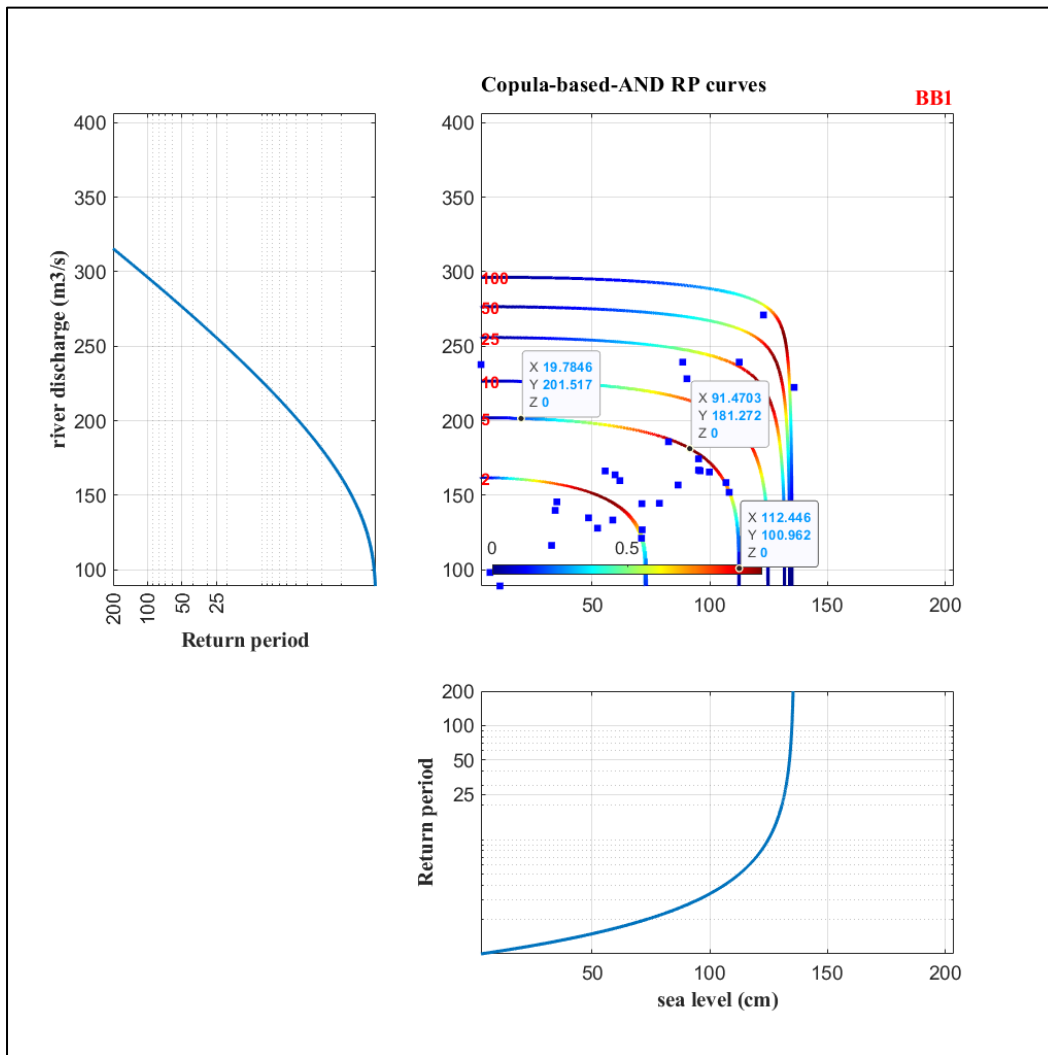 Copula-based-AND RP curves
BB1
400
350
300
250
200
150
100
river discharge (m3/s)
200
100
50
25
Return period
400
350
300
250
200
150
100
100
50
25
10
5
2
X 19.7846
Y 201.517
Z 0
X 91.4703
Y 181.272
Z 0
X 112.446
Y 100.962
Z 0
0
0.5
50
100
150
200
200
100
50
25
Return period
50
100
150
200
sea level (cm)